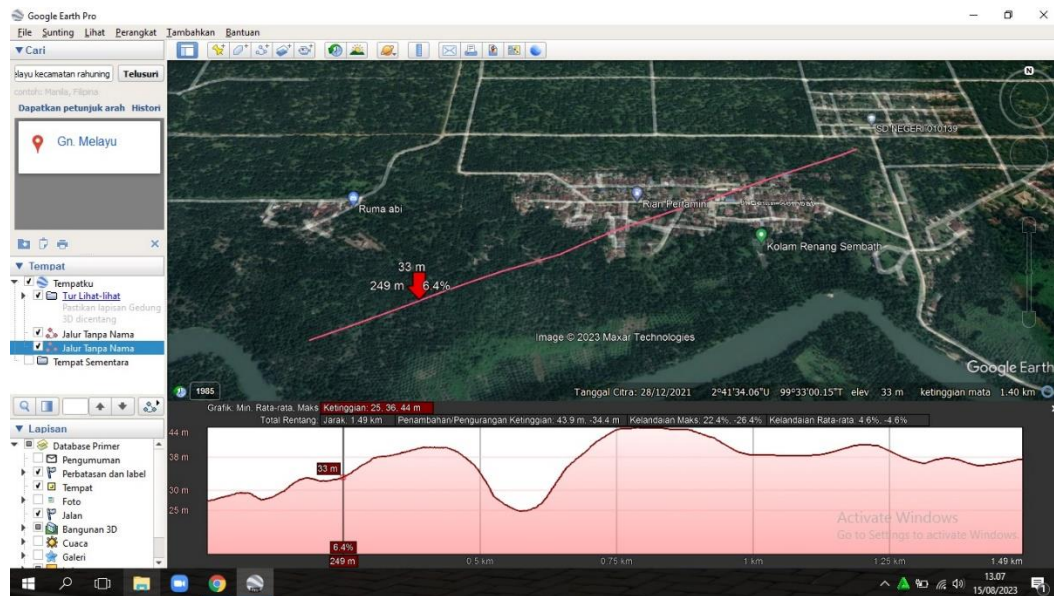 Google Earth Pro
File Sunting Lihat Perangkat Tambahkan Bantuan
Cari
elayu kecamatan rahuning Telusuri
contoh: Manila, Filipina
Dapatkan petunjuk arah Histori
Gn. Melayu
Tempat
Tempatku
Tur Lihat-lihat
Pastikan lapisan Gedung
3D dicentang
Jalur Tanpa Nama
Jalur Tanpa Nama
Tempat Sementara
Lapisan
Database Primer
Pengumuman
Perbatasan dan label
Tempat
Foto
Jalan
Bangunan 3D
Cuaca
Galeri
N
SD NEGERI 010139
Ruma abi
Rian Pertamin
Kolam Renang Sembath
33 m
249 m 6.4%
Image © 2023 Maxar Technologies
Google Earth
1985
Tanggal Citra: 28/12/2021 2°41'34.06"U 99°33'00.15"T elev 33 m ketinggian mata 1.40 km
Grafik: Min. Rata-rata. Maks Ketinggian: 25, 36, 44 m
Total Rentang: Jarak: 1.49 km Penambahan/Pengurangan Ketinggian: 43.9 m, -34.4 m Kelandaian Maks: 22.4%, -26.4% Kelandaian Rata-rata: 4.6%, -4.6%
44 m
38 m
30 m
25 m
33 m
6.4%
249 m 0.5 km 0.75 km 1 km 1.25 km 1.49 km
Activate Windows
Go to Settings to activate Windows.
13.07
15/08/2023